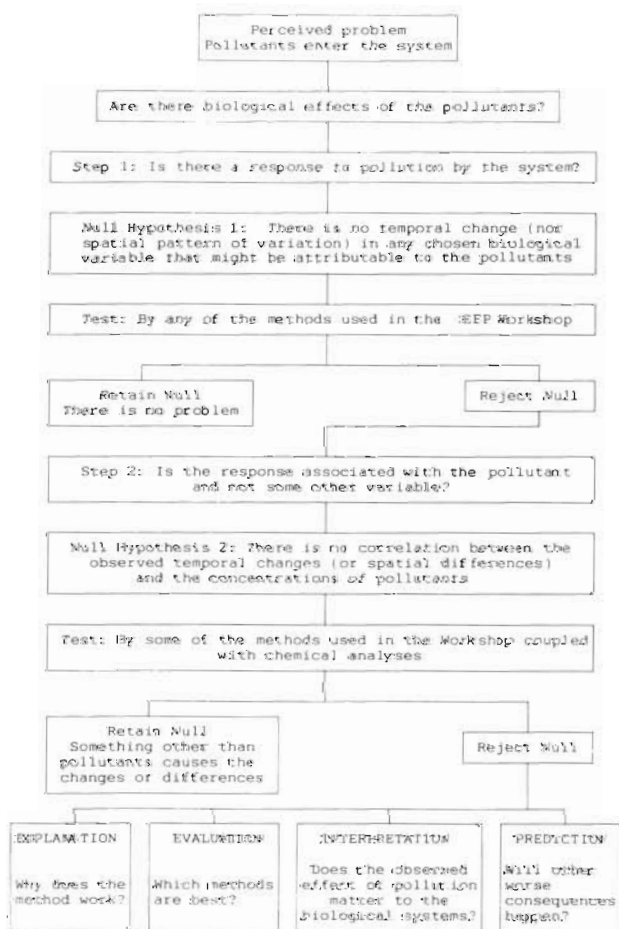 Perceived problem
Pollutants enter the system
Are there biological effects of the pollutants?
Step 1: Is there a response to pollution by the system?
Null Hypothesis 1: There is no temporal change (nor
spatial pattern of variation) in any chosen biological
variable that might be attributable to the pollutants
Test: By any of the methods used in the Workshop
Retain Null
There is no problem
Reject Null
Step 2: Is the response associated with the pollutant
and not some other variable?
Null Hypothesis 2: There is no correlation between the
observed temporal changes (or spatial differences)
and the concentrations of pollutants
Test: By some of the methods used in the Workshop coupled
with chemical analyses
Retain Null
Something other than
pollutants causes the
changes or differences
Reject Null
EXPLANATION
Why does the
method work?
EVALUATION
Which methods
are best?
INTERPRETATION
Does the observed
effect of pollution
matter to the
biological systems?
PREDICTION
Will other
worse
consequences
happen?